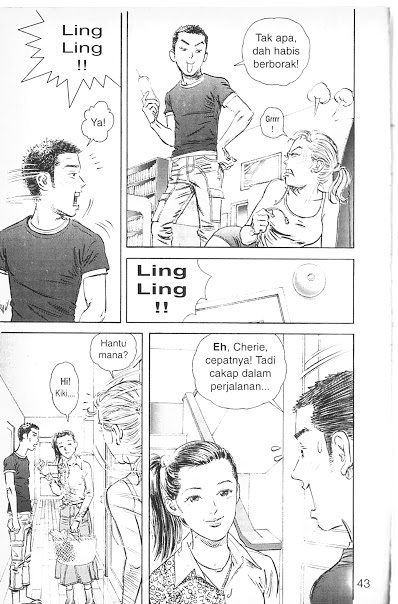 Ling
Ling
!!
Ya!
Tak apa,
dah habis
berborak!
Grrrr
!
Ling
Ling
!!
Hantu
mana?
Hi!
Kiki....
Eh, Cherie,
cepatnya! Tadi
cakap dalam
perjalanan...
43